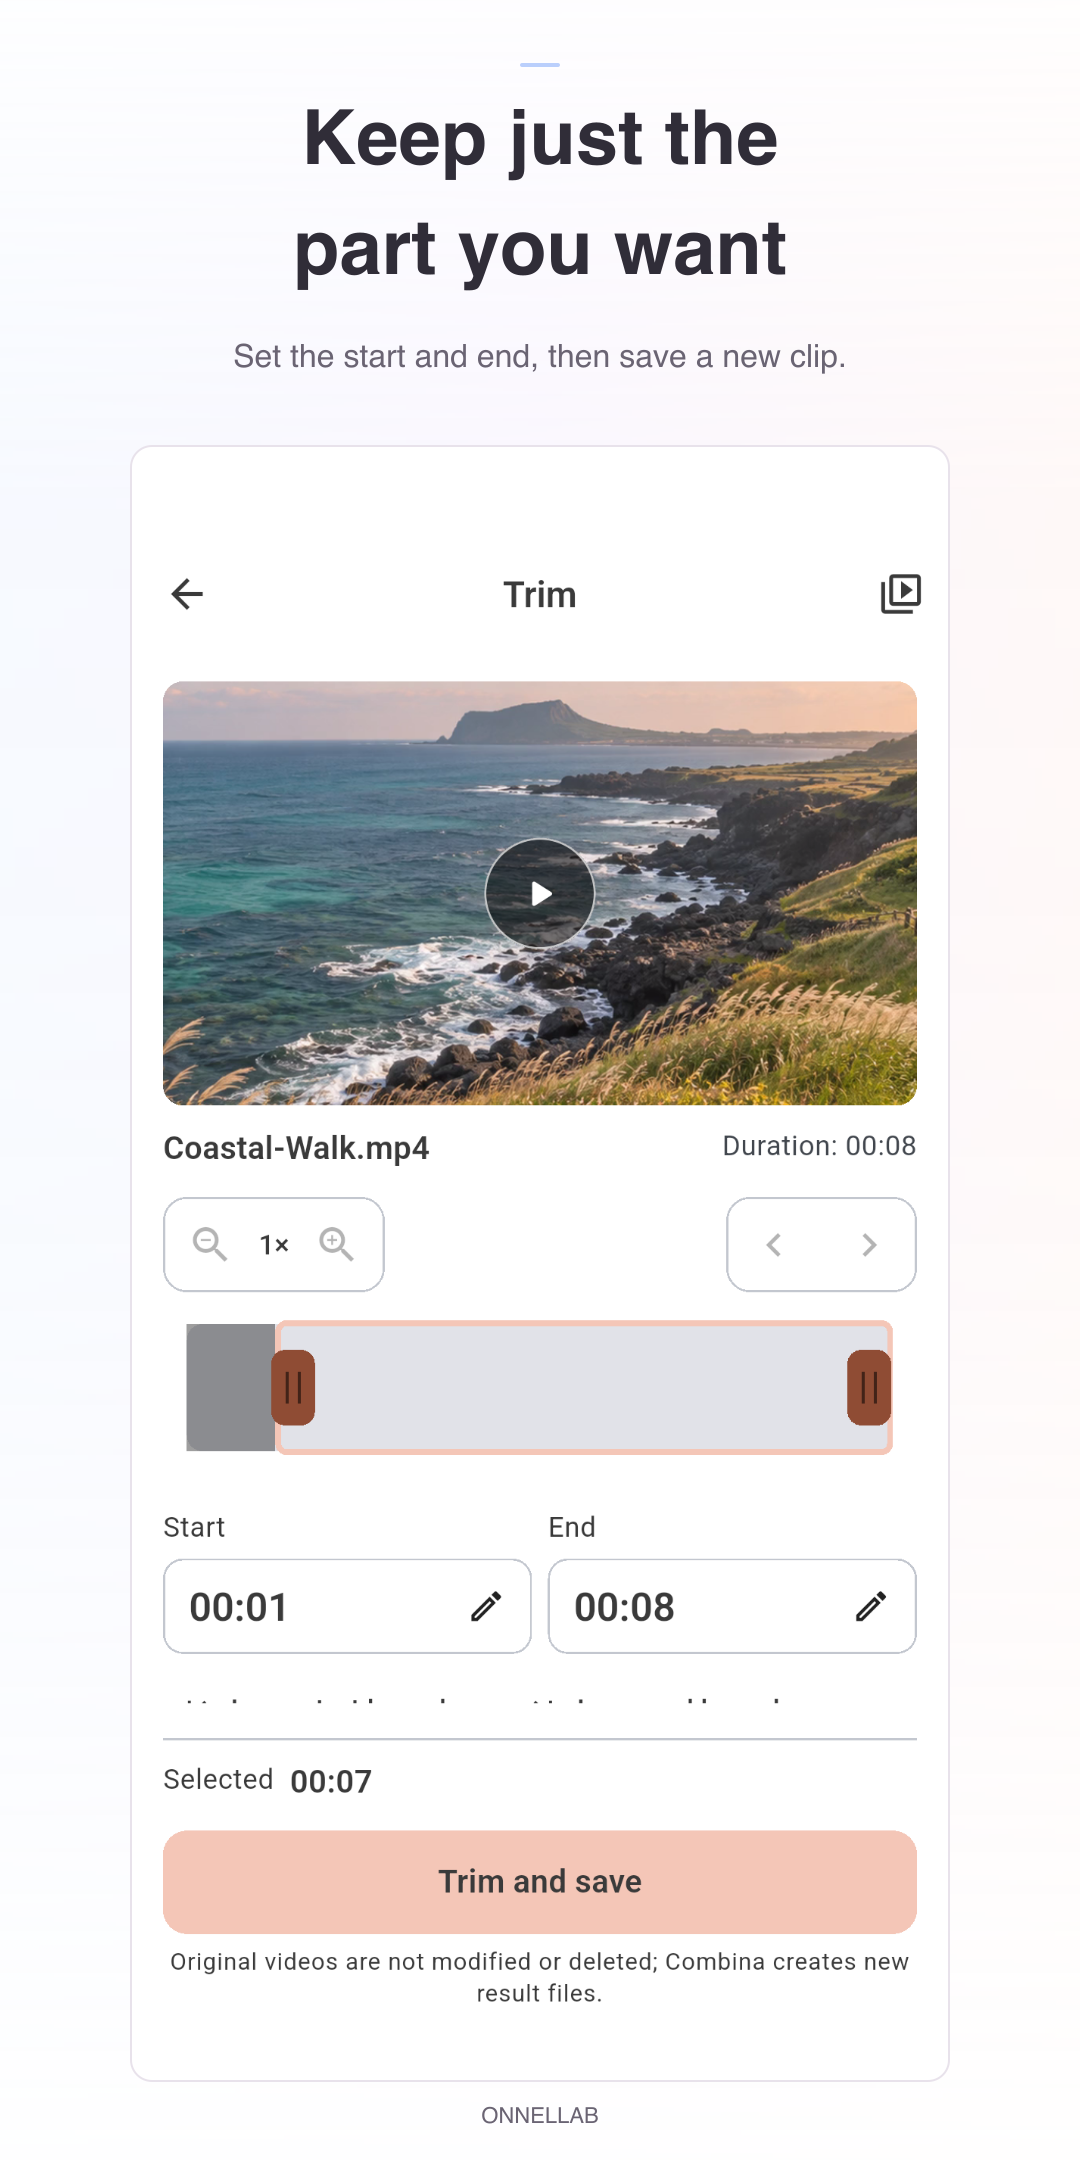 Keep just the
part you want
Set the start and end, then save a new clip.
Trim
Coastal-Walk.mp4
Duration: 00:08
1×
Start
End
00:01
00:08
Selected 00:07
Trim and save
Original videos are not modified or deleted; Combina creates new
result files.
ONNELLAB